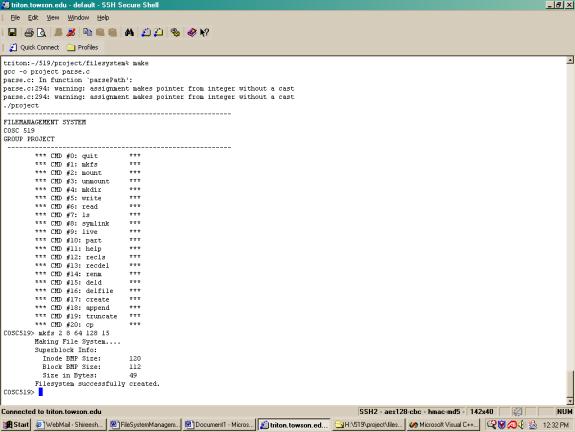 triton.towson.edu - default - SSH Secure Shell
File Edit View Window Help
Quick Connect Profiles
triton:~/519/project/filesystem% make
gcc -o project parse.c
parse.c: In function `parsePath':
parse.c:294: warning: assignment makes pointer from integer without a cast
parse.c:294: warning: assignment makes pointer from integer without a cast
./project
------------------------------------------------------------
FILEMANAGEMENT SYSTEM
COSC 519
GROUP PROJECT
------------------------------------------------------------
*** CMD #0: quit ***
*** CMD #1: mkfs ***
*** CMD #2: mount ***
*** CMD #3: unmount ***
*** CMD #4: mkdir ***
*** CMD #5: write ***
*** CMD #6: read ***
*** CMD #7: ls ***
*** CMD #8: symlink ***
*** CMD #9: live ***
*** CMD #10: part ***
*** CMD #11: help ***
*** CMD #12: recls ***
*** CMD #13: recdel ***
*** CMD #14: renm ***
*** CMD #15: deld ***
*** CMD #16: delfile ***
*** CMD #17: create ***
*** CMD #18: append ***
*** CMD #19: truncate ***
*** CMD #20: cp ***
COSC519> mkfs 2 8 64 128 15
Making File System....
Superblock Info:
Inode BMP Size: 120
Block BMP Size: 112
Size in Bytes: 49
Filesystem successfully created.
COSC519>
Connected to triton.towson.edu SSH2 - aes128-cbc - hmac-md5 - 142x40 NUM
Start WebMail - Shireesh... FileSystemManagem... Document1 - Micros... triton.towson.ed... H:\519\project\files... Microsoft Visual C++... 12:32 PM